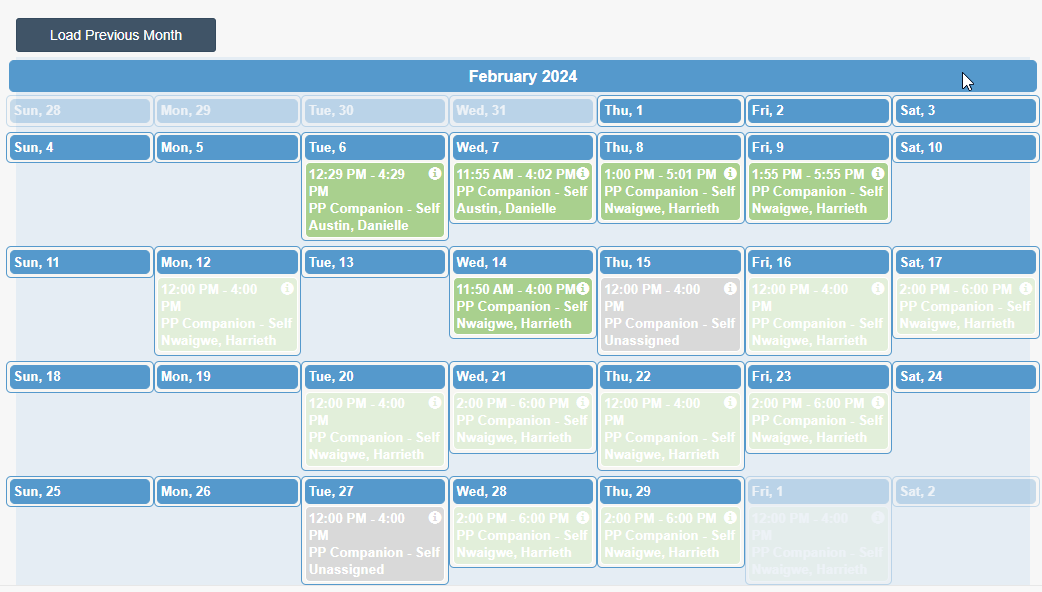 Load Previous Month
February 2024
Sun, 28
Mon, 29
Tue, 30
Wed, 31
Thu, 1
Fri, 2
Sat, 3
Sun, 4
Mon, 5
Tue, 6
12:29 PM - 4:29
PM
PP Companion - Self
Austin, Danielle
Wed, 7
11:55 AM - 4:02 PM
PP Companion - Self
Austin, Danielle
Thu, 8
1:00 PM - 5:01 PM
PP Companion - Self
Nwaigwe, Harrieth
Fri, 9
1:55 PM - 5:55 PM
PP Companion - Self
Nwaigwe, Harrieth
Sat, 10
Sun, 11
Mon, 12
12:00 PM - 4:00
PM
PP Companion - Self
Nwaigwe, Harrieth
Tue, 13
Wed, 14
11:50 AM - 4:00 PM
PP Companion - Self
Nwaigwe, Harrieth
Thu, 15
12:00 PM - 4:00
PM
PP Companion - Self
Unassigned
Fri, 16
12:00 PM - 4:00
PM
PP Companion - Self
Nwaigwe, Harrieth
Sat, 17
2:00 PM - 6:00 PM
PP Companion - Self
Nwaigwe, Harrieth
Sun, 18
Mon, 19
Tue, 20
12:00 PM - 4:00
PM
PP Companion - Self
Nwaigwe, Harrieth
Wed, 21
2:00 PM - 6:00 PM
PP Companion - Self
Nwaigwe, Harrieth
Thu, 22
12:00 PM - 4:00
PM
PP Companion - Self
Nwaigwe, Harrieth
Fri, 23
2:00 PM - 6:00 PM
PP Companion - Self
Nwaigwe, Harrieth
Sat, 24
Sun, 25
Mon, 26
Tue, 27
12:00 PM - 4:00
PM
PP Companion - Self
Unassigned
Wed, 28
2:00 PM - 6:00 PM
PP Companion - Self
Nwaigwe, Harrieth
Thu, 29
2:00 PM - 6:00 PM
PP Companion - Self
Nwaigwe, Harrieth
Fri, 1
12:00 PM - 4:00
PM
PP Companion - Self
Nwaigwe, Harrieth
Sat, 2